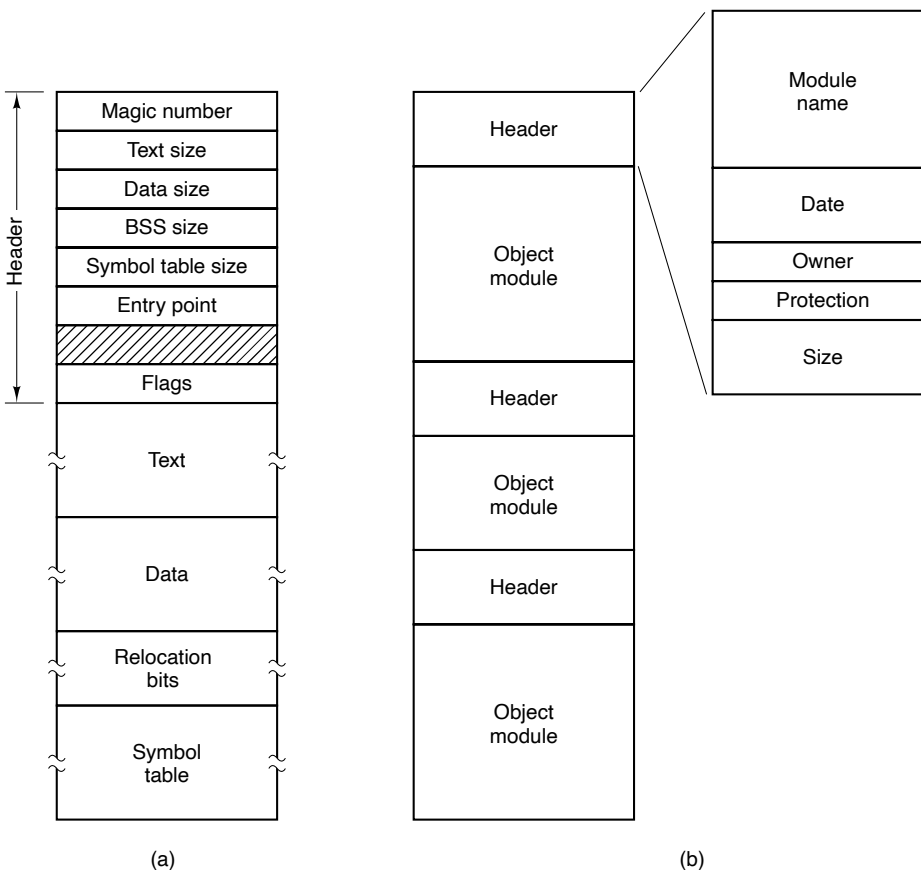 Header
Magic number
Text size
Data size
BSS size
Symbol table size
Entry point
Flags
Text
Data
Relocation
bits
Symbol
table
(a)
Header
Object
module
Header
Object
module
Header
Object
module
Module
name
Date
Owner
Protection
Size
(b)